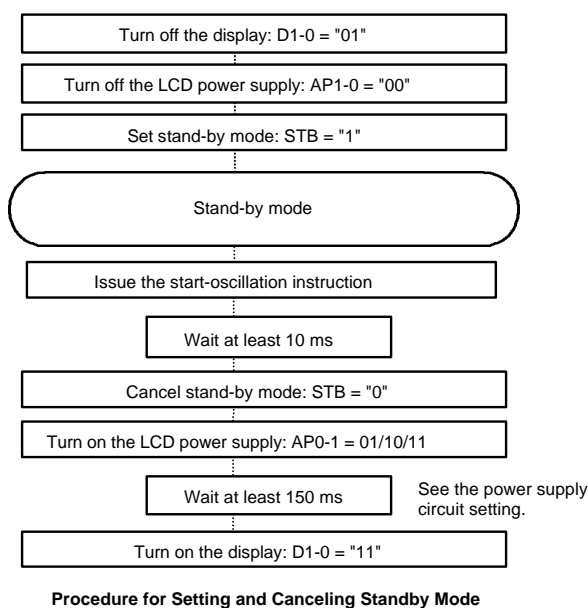 Turn off the display: D1-0 = "01"
Turn off the LCD power supply: AP1-0 = "00"
Set stand-by mode: STB = "1"
Stand-by mode
Issue the start-oscillation instruction
Wait at least 10 ms
Cancel stand-by mode: STB = "0"
Turn on the LCD power supply: AP0-1 = 01/10/11
Wait at least 150 ms
See the power supply
circuit setting.
Turn on the display: D1-0 = "11"
Procedure for Setting and Canceling Standby Mode